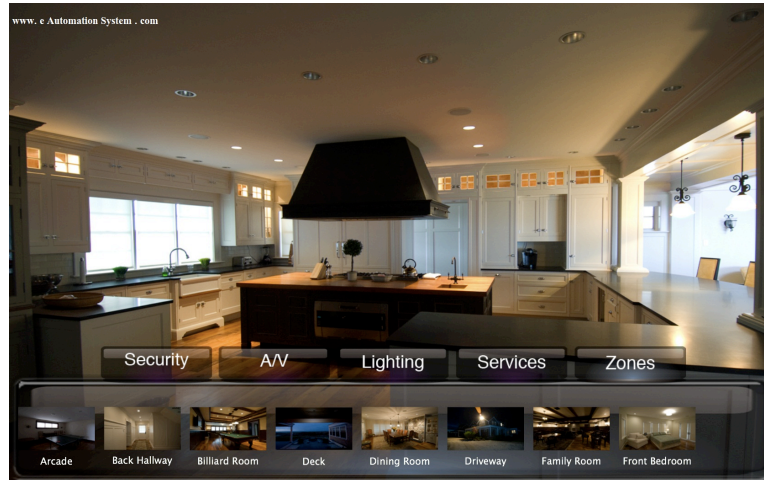 www. e Automation System . com
Security A/V Lighting Services Zones
Arcade Back Hallway Billiard Room Deck Dining Room Driveway Family Room Front Bedroom